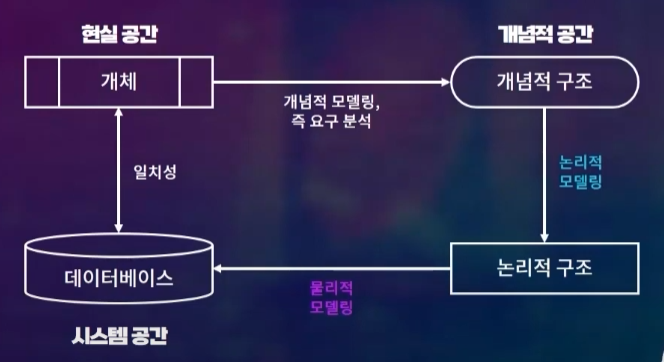 현실 공간
개념적 공간
개체
개념적 구조
개념적 모델링,
즉 요구 분석
논리적
모델링
일치성
데이터베이스
논리적 구조
물리적
모델링
시스템 공간